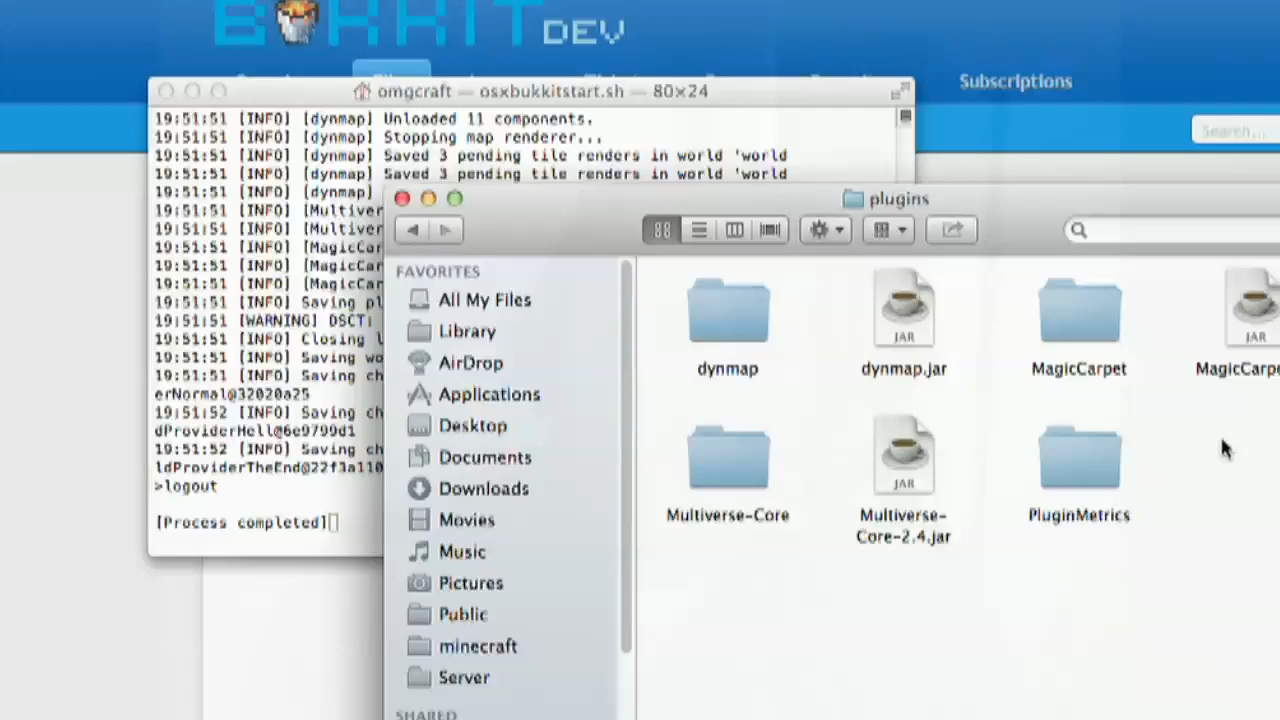 BUKKIT DEV
Subscriptions
Search...
omgcraft — osxbukkitstart.sh — 80×24
19:51:51 [INFO] [dynmap] Unloaded 11 components.
19:51:51 [INFO] [dynmap] Stopping map renderer...
19:51:51 [INFO] [dynmap] Saved 3 pending tile renders in world 'world
19:51:51 [INFO] [dynmap] Saved 3 pending tile renders in world 'world
19:51:51 [INFO] [dynmap]
19:51:51 [INFO] [Multiver
19:51:51 [INFO] [Multiver
19:51:51 [INFO] [MagicCar
19:51:51 [INFO] [MagicCar
19:51:51 [INFO] [MagicCar
19:51:51 [INFO] Saving pl
19:51:51 [WARNING] DSCT:
19:51:51 [INFO] Closing l
19:51:51 [INFO] Saving wo
19:51:51 [INFO] Saving ch
erNormal@32020a25
19:51:52 [INFO] Saving ch
dProviderHell@6e9799d1
19:51:52 [INFO] Saving ch
ldProviderTheEnd@22f3a110
>logout
[Process completed]
plugins
FAVORITES
All My Files
Library
AirDrop
Applications
Desktop
Documents
Downloads
Movies
Music
Pictures
Public
minecraft
Server
SHARED
JAR
JAR
dynmap
dynmap.jar
MagicCarpet
MagicCarpe
JAR
Multiverse-Core
Multiverse-
Core-2.4.jar
PluginMetrics